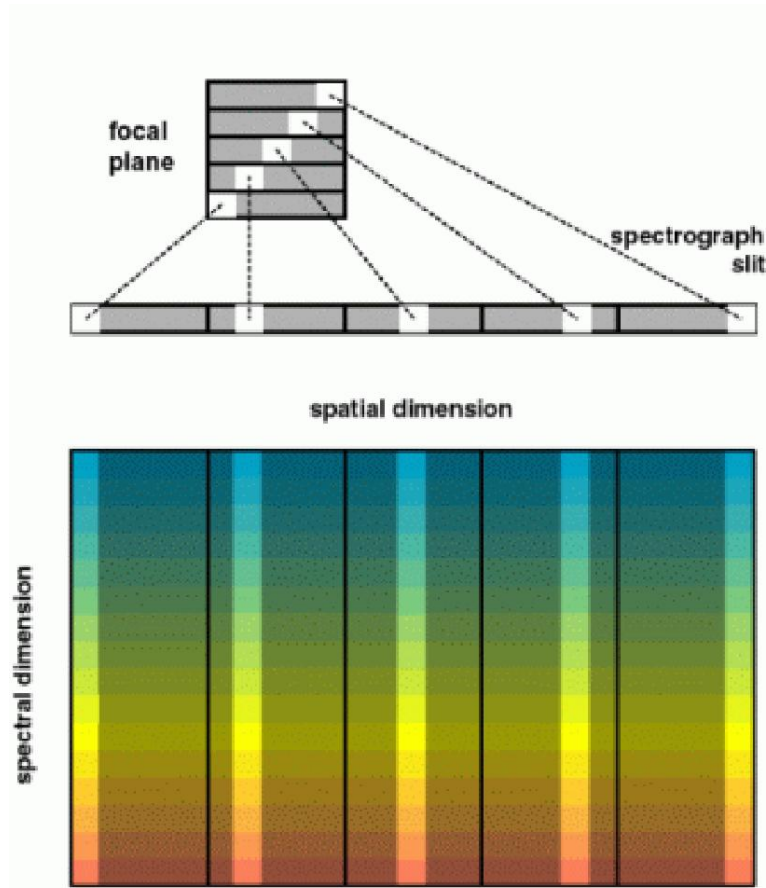 focal
plane
spectrograph
slit
spatial dimension
spectral dimension